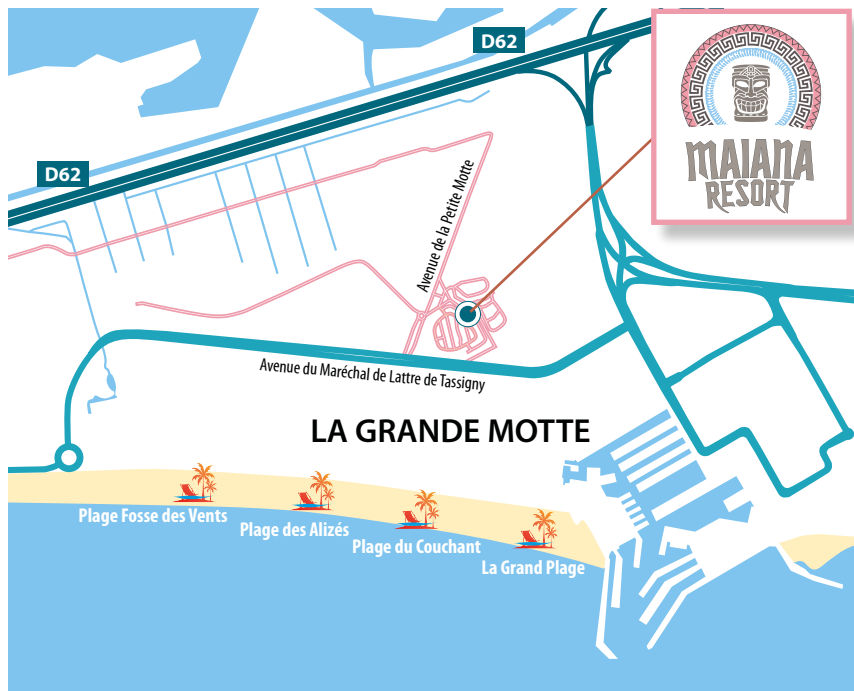 D62
D62
MAIANA
RESORT
Avenue de la Petite Motte
Avenue du Maréchal de Lattre de Tassigny
LA GRANDE MOTTE
Plage Fosse des Vents
Plage des Alizés
Plage du Couchant
La Grand Plage